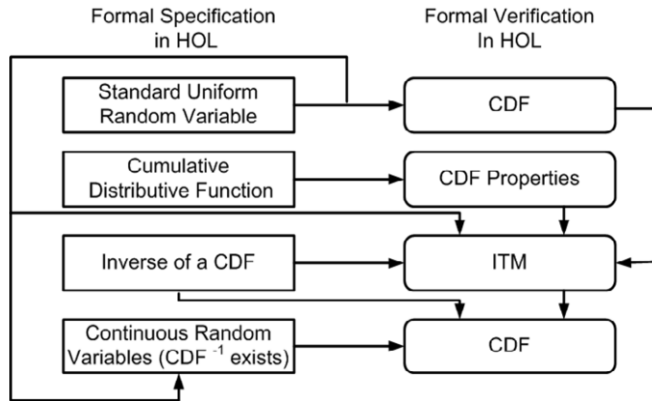 Formal Specification
in HOL
Formal Verification
In HOL
Standard Uniform
Random Variable
CDF
Cumulative
Distributive Function
CDF Properties
Inverse of a CDF
ITM
Continuous Random
Variables (CDF -1 exists)
CDF